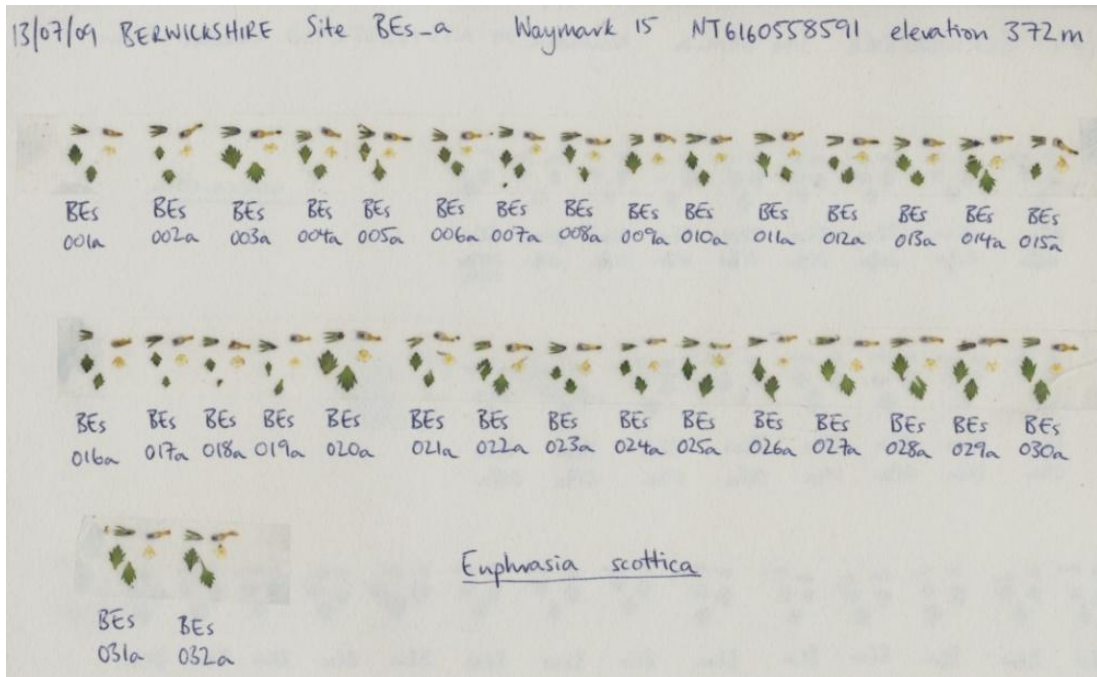 13/07/09 BERWICKSHIRE Site BEs_a Waymark 15 NT6160558591 elevation 372m
BEs BEs BEs BEs BEs BEs BEs BEs BEs BEs BEs BEs BEs BEs BEs
001a 002a 003a 004a 005a 006a 007a 008a 009a 010a 011a 012a 013a 014a 015a
BEs BEs BEs BEs BEs BEs BEs BEs BEs BEs BEs BEs BEs BEs BEs
016a 017a 018a 019a 020a 021a 022a 023a 024a 025a 026a 027a 028a 029a 030a
Euphrasia scottica
BEs BEs
031a 032a